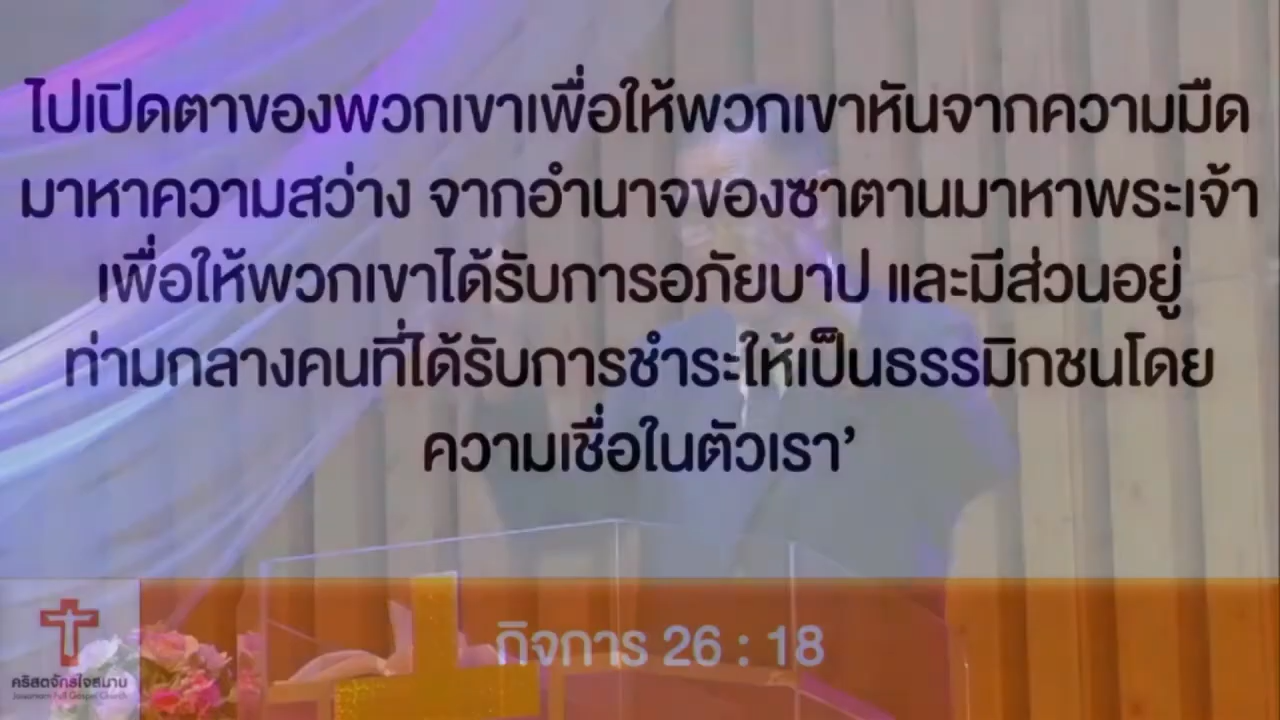 ไปเปิดตาของพวกเขาเพื่อให้พวกเขาหันจากความมืด
มาหาความสว่าง จากอำนาจของซาตานมาหาพระเจ้า
เพื่อให้พวกเขาได้รับการอภัยบาป และมีส่วนอยู่
ท่ามกลางคนที่ได้รับการชำระให้เป็นธรรมิกชนโดย
ความเชื่อในตัวเรา’
กิจการ 26 : 18
คริสตจักรใจสมาน
Jaisamarn Full Gospel Church